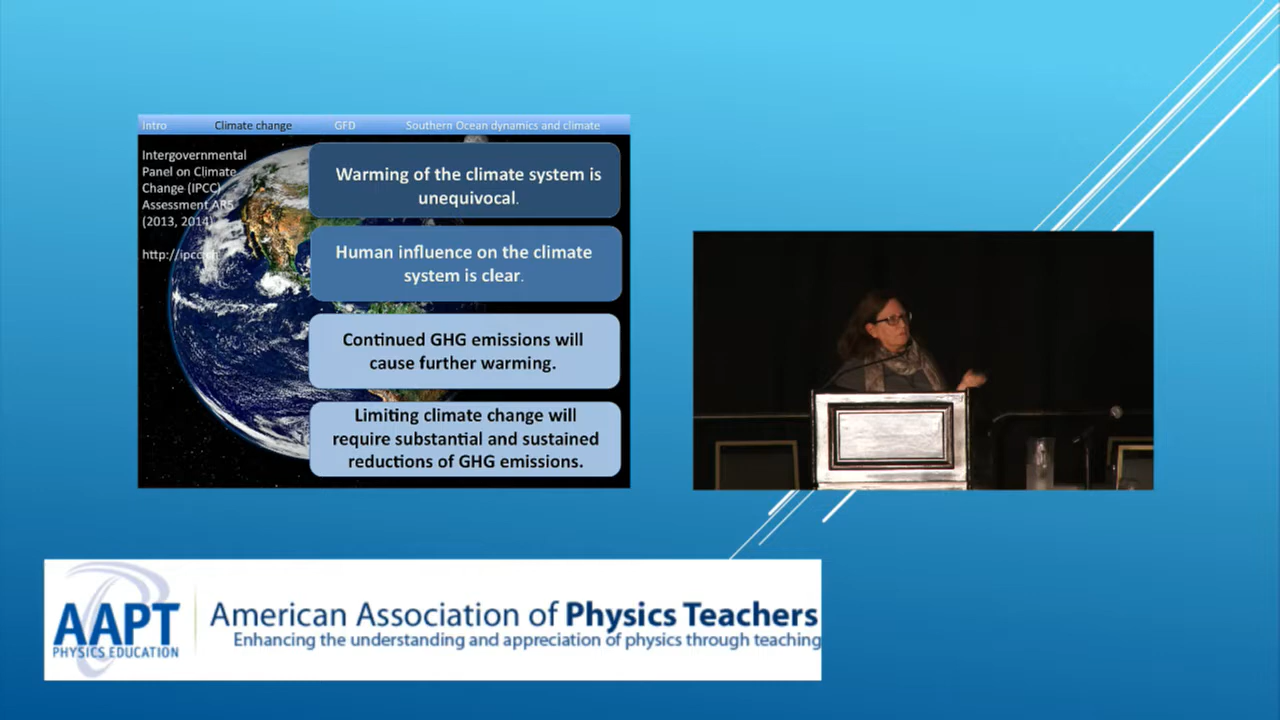 Intro Climate change GFD Southern Ocean dynamics and climate
Intergovernmental
Panel on Climate
Change (IPCC)
Assessment AR5
(2013, 2014)
Warming of the climate system is
unequivocal.
Human influence on the climate
system is clear.
Continued GHG emissions will
cause further warming.
Limiting climate change will
require substantial and sustained
reductions of GHG emissions.
AAPT
PHYSICS EDUCATION
American Association of Physics Teachers
Enhancing the understanding and appreciation of physics through teaching